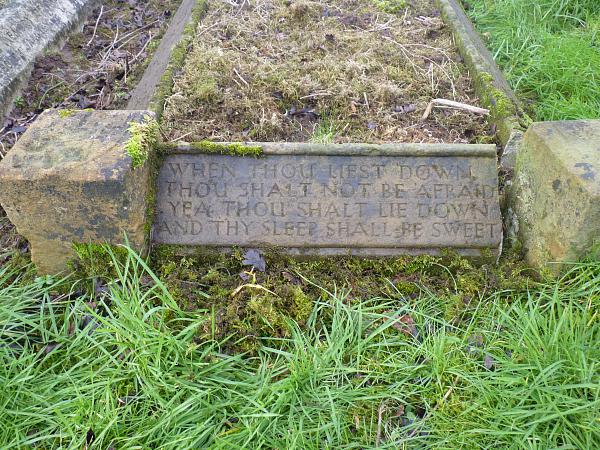 WHEN THOU LIEST DOWN
THOU SHALT NOT BE AFRAID
YEA THOU SHALT LIE DOWN
AND THY SLEEP SHALL BE SWEET